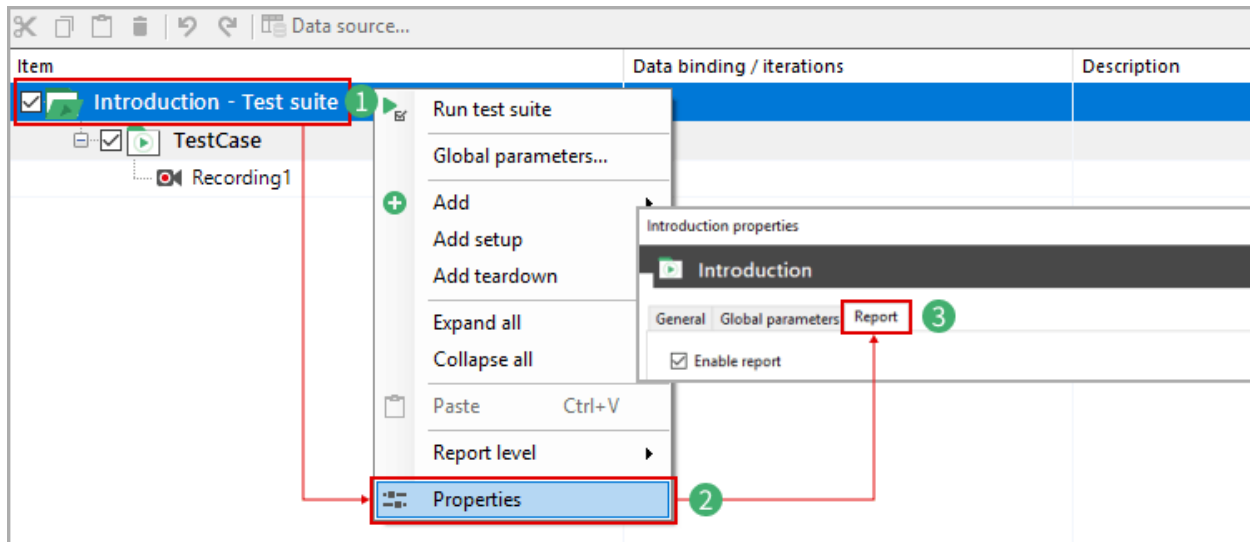 Data source...
Item Data binding / iterations Description
Introduction - Test suite 1
Run test suite
TestCase
Global parameters...
Recording1
Add
Add setup
Add teardown
Expand all
Collapse all
Paste Ctrl+V
Report level
Properties 2
Introduction properties
Introduction
General Global parameters Report 3
Enable report